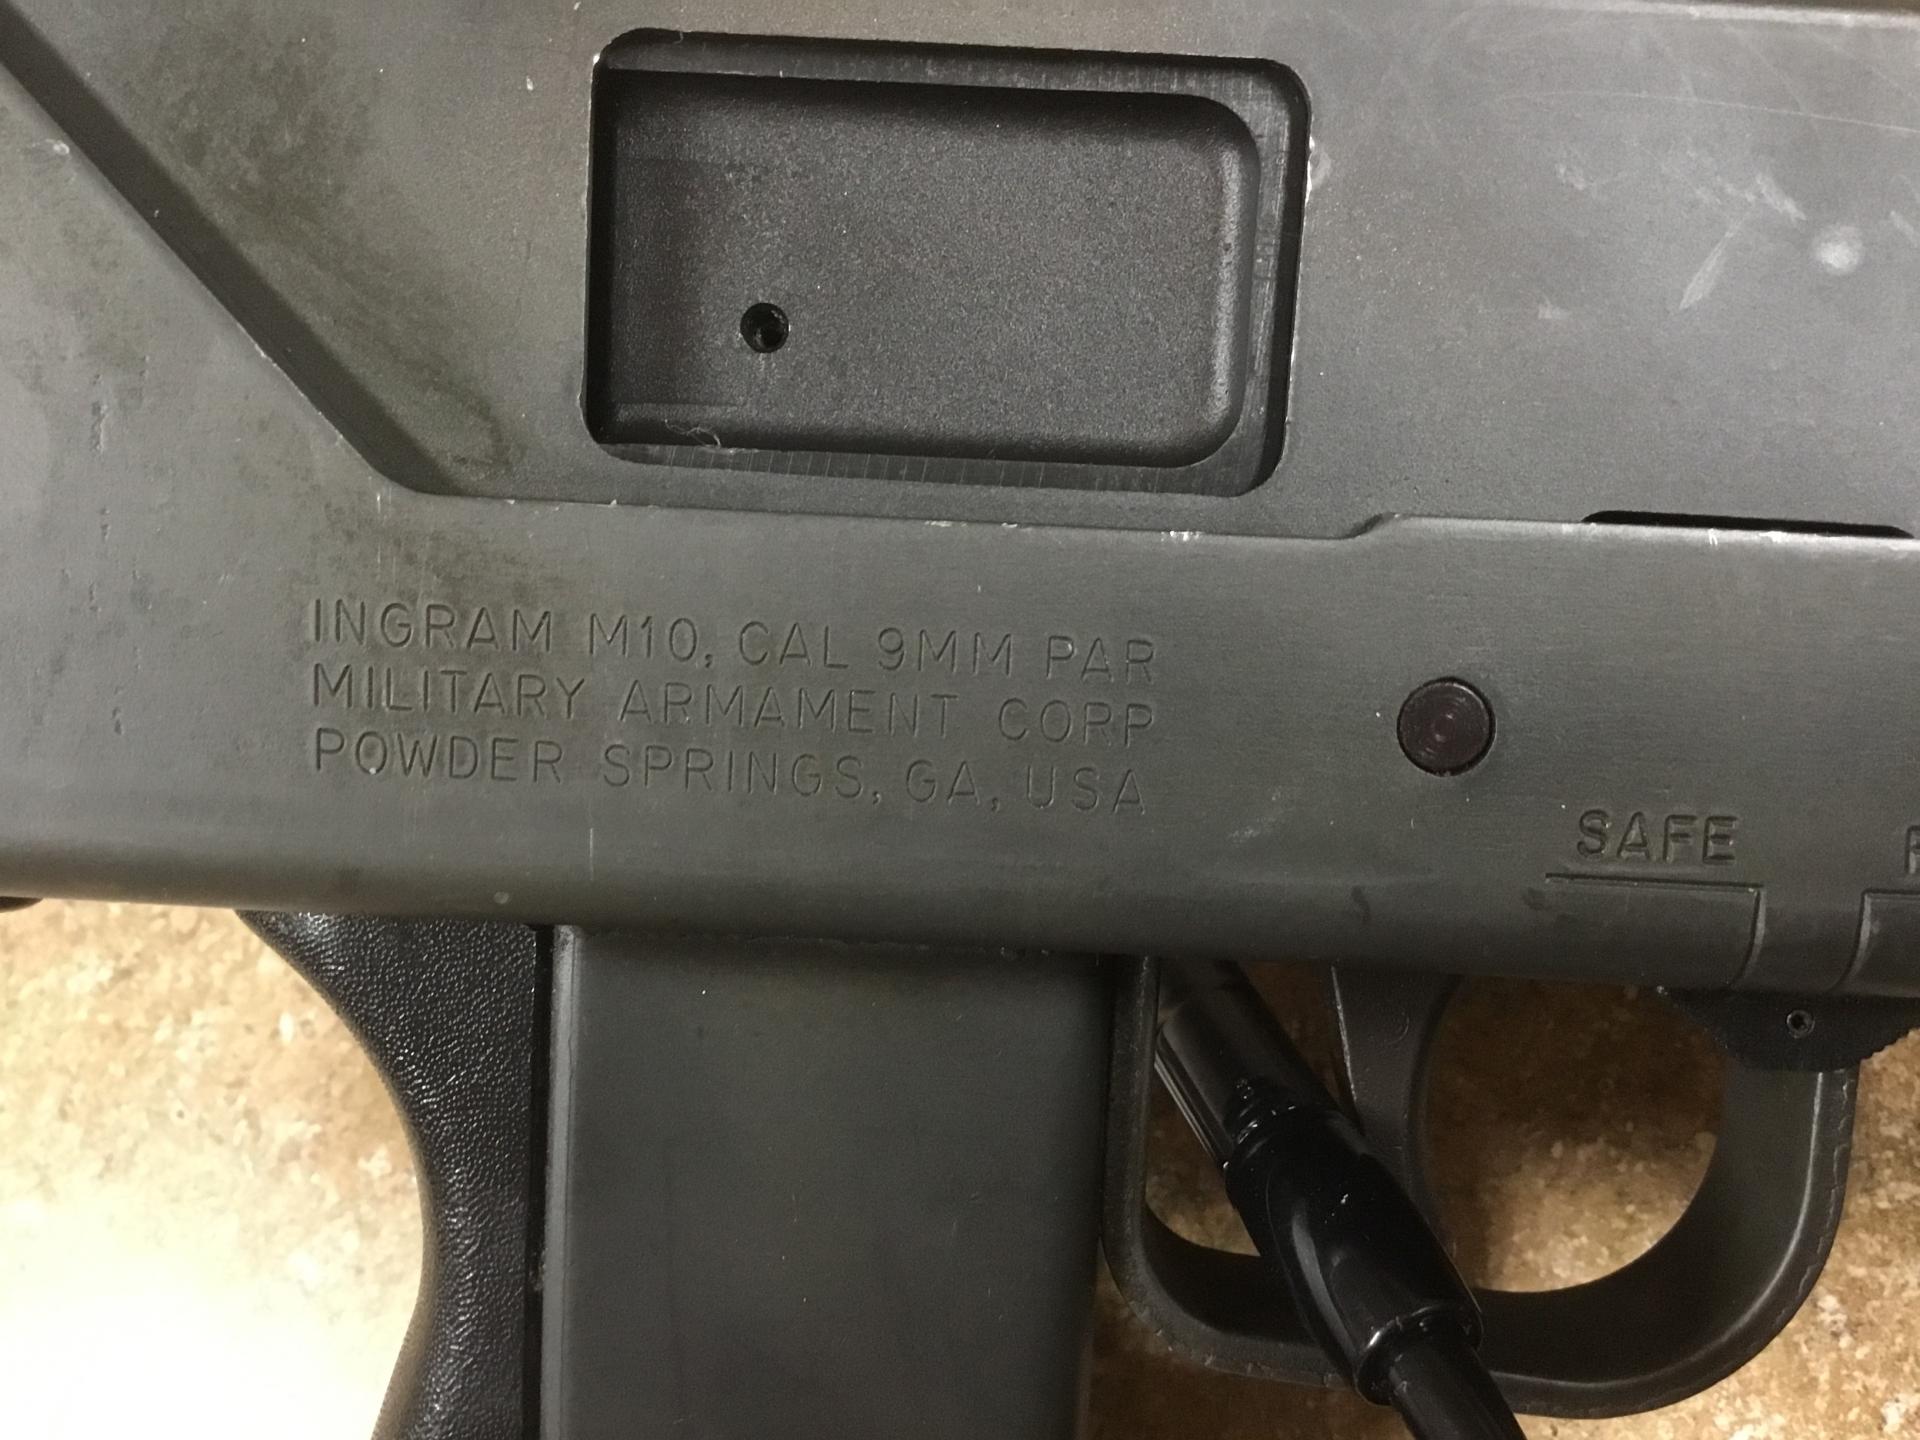 INGRAM M10, CAL 9MM PAR
MILITARY ARMAMENT CORP
POWDER SPRINGS, GA, USA
SAFE